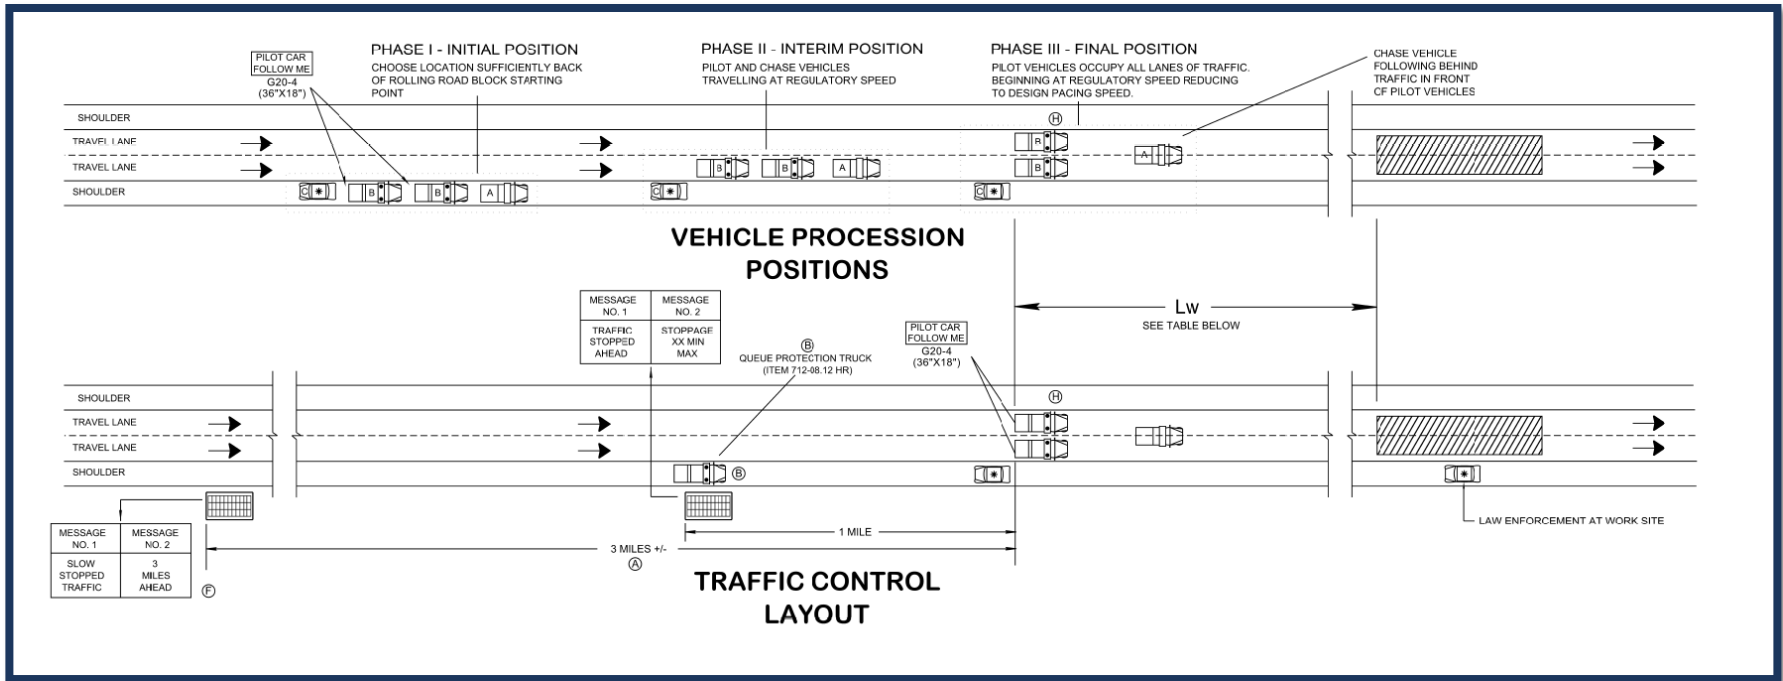 PHASE I - INITIAL POSITION
CHOOSE LOCATION SUFFICIENTLY BACK
OF ROLLING ROAD BLOCK STARTING
POINT
PILOT CAR
FOLLOW ME
G20-4
(36"X18")
PHASE II - INTERIM POSITION
PILOT AND CHASE VEHICLES
TRAVELLING AT REGULATORY SPEED
PHASE III - FINAL POSITION
PILOT VEHICLES OCCUPY ALL LANES OF TRAFFIC.
BEGINNING AT REGULATORY SPEED REDUCING
TO DESIGN PACING SPEED.
CHASE VEHICLE
FOLLOWING BEHIND
TRAFFIC IN FRONT
OF PILOT VEHICLES
SHOULDER
H
TRAVEL LANE
B
A
TRAVEL LANE
B
B
A
B
SHOULDER
C
B
B
A
C
C
VEHICLE PROCESSION
POSITIONS
Lw
SEE TABLE BELOW
MESSAGE
NO. 1
MESSAGE
NO. 2
TRAFFIC
STOPPED
AHEAD
STOPPAGE
XX MIN
MAX
B
QUEUE PROTECTION TRUCK
(ITEM 712-08.12 HR)
PILOT CAR
FOLLOW ME
G20-4
(36"X18")
SHOULDER
H
TRAVEL LANE
TRAVEL LANE
SHOULDER
B
LAW ENFORCEMENT AT WORK SITE
1 MILE
3 MILES +/-
A
MESSAGE
NO. 1
MESSAGE
NO. 2
SLOW
STOPPED
TRAFFIC
3
MILES
AHEAD
F
TRAFFIC CONTROL
LAYOUT